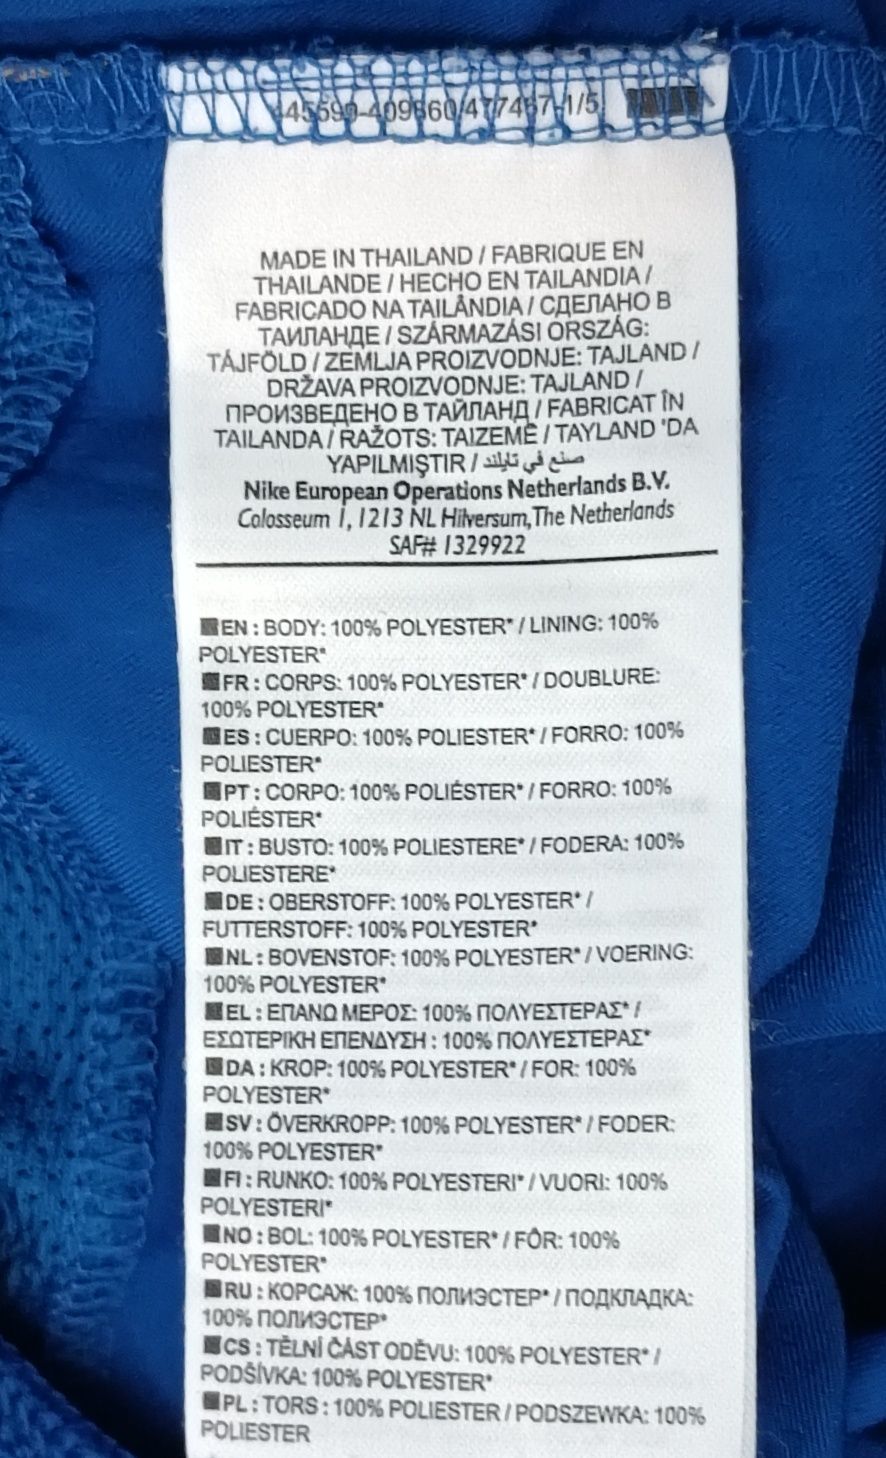 45590-409860/477467-1/5
MADE IN THAILAND / FABRIQUE EN
THAILANDE / HECHO EN TAILANDIA /
FABRICADO NA TAILÂNDIA / СДЕЛАНО В
ТАИЛАНДЕ / SZÁRMAZÁSI ORSZÁG:
TÁJFÖLD / ZEMLJA PROIZVODNJE: TAJLAND /
DRŽAVA PROIZVODNJE: TAJLAND /
ПРОИЗВЕДЕНО В ТАЙЛАНД / FABRICAT ÎN
TAILANDA / RAŽOTS: TAIZEMĒ / TAYLAND 'DA
YAPILMIŞTIR / صنع في تايلند
Nike European Operations Netherlands B.V.
Colosseum 1, 1213 NL Hilversum, The Netherlands
SAF# 1329922
EN : BODY: 100% POLYESTER* / LINING: 100%
POLYESTER*
FR : CORPS: 100% POLYESTER* / DOUBLURE:
100% POLYESTER*
ES : CUERPO: 100% POLIESTER* / FORRO: 100%
POLIESTER*
PT : CORPO: 100% POLIÉSTER* / FORRO: 100%
POLIÉSTER*
IT : BUSTO: 100% POLIESTERE* / FODERA: 100%
POLIESTERE*
DE : OBERSTOFF: 100% POLYESTER* /
FUTTERSTOFF: 100% POLYESTER*
NL : BOVENSTOF: 100% POLYESTER* / VOERING:
100% POLYESTER*
EL : ΕΠΑΝΩ ΜΕΡΟΣ: 100% ΠΟΛΥΕΣΤΕΡΑΣ* /
ΕΣΩΤΕΡΙΚΗ ΕΠΕΝΔΥΣΗ : 100% ΠΟΛΥΕΣΤΕΡΑΣ*
DA : KROP: 100% POLYESTER* / FOR: 100%
POLYESTER*
SV : ÖVERKROPP: 100% POLYESTER* / FODER:
100% POLYESTER*
FI : RUNKO: 100% POLYESTERI* / VUORI: 100%
POLYESTERI*
NO : BOL: 100% POLYESTER* / FÔR: 100%
POLYESTER*
RU : КОРСАЖ: 100% ПОЛИЭСТЕР* / ПОДКЛАДКА:
100% ПОЛИЭСТЕР*
CS : TĚLNÍ ČÁST ODĚVU: 100% POLYESTER* /
PODŠÍVKA: 100% POLYESTER*
PL : TORS : 100% POLIESTER / PODSZEWKA: 100%
POLIESTER